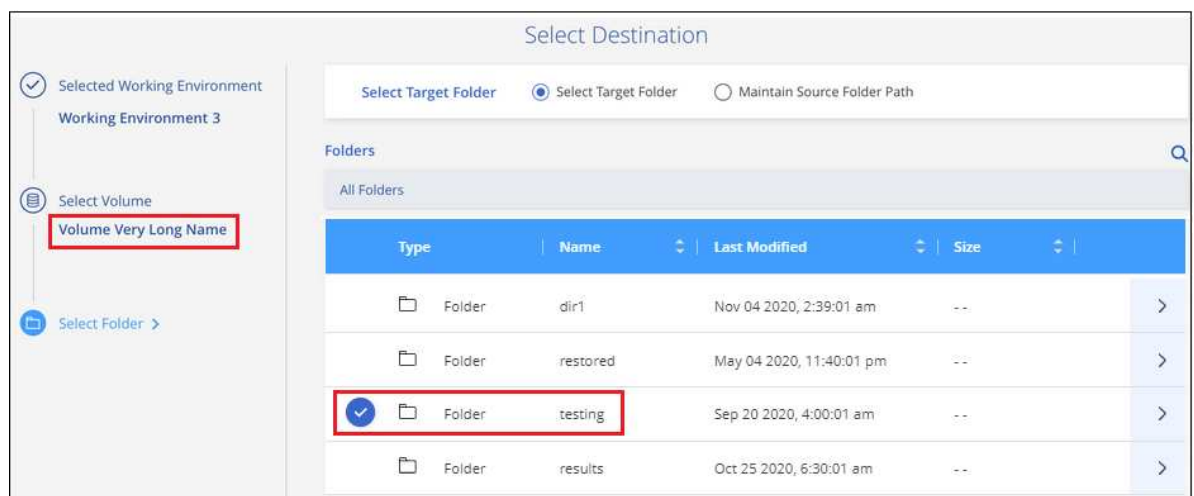 Select Destination
Selected Working Environment
Working Environment 3
Select Volume
Volume Very Long Name
Select Folder >
Select Target Folder Select Target Folder Maintain Source Folder Path
Folders
All Folders
Type Name Last Modified Size
Folder dir1 Nov 04 2020, 2:39:01 am - -
Folder restored May 04 2020, 11:40:01 pm - -
Folder testing Sep 20 2020, 4:00:01 am - -
Folder results Oct 25 2020, 6:30:01 am - -